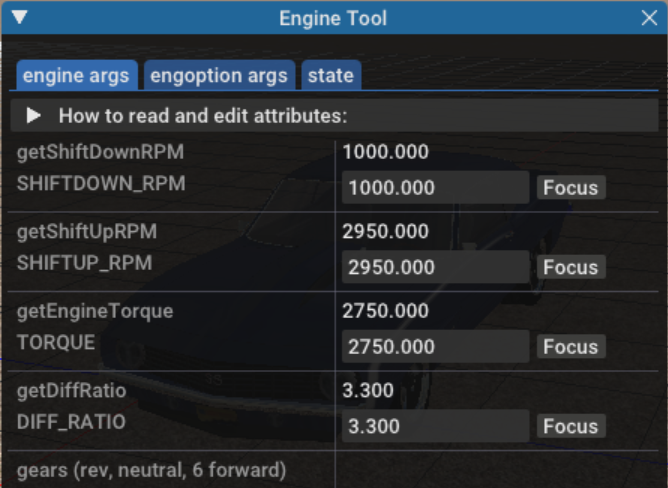 Engine Tool
engine args engoption args state
How to read and edit attributes:
getShiftDownRPM 1000.000
SHIFTDOWN_RPM 1000.000 Focus
getShiftUpRPM 2950.000
SHIFTUP_RPM 2950.000 Focus
getEngineTorque 2750.000
TORQUE 2750.000 Focus
getDiffRatio 3.300
DIFF_RATIO 3.300 Focus
gears (rev, neutral, 6 forward)